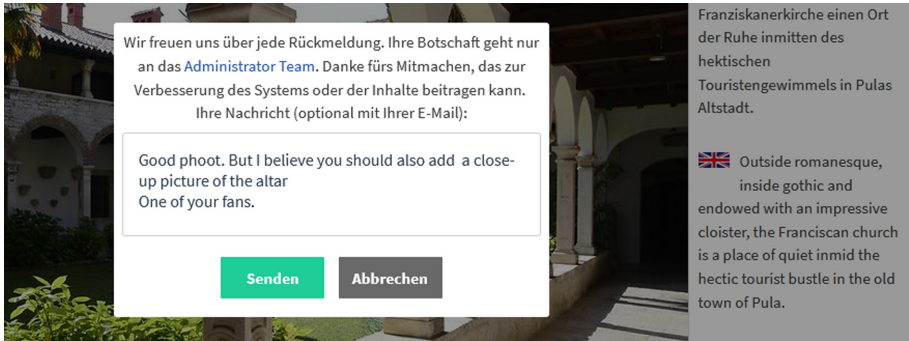 Wir freuen uns über jede Rückmeldung. Ihre Botschaft geht nur
an das Administrator Team. Danke fürs Mitmachen, das zur
Verbesserung des Systems oder der Inhalte beitragen kann.
Ihre Nachricht (optional mit Ihrer E-Mail):
Good phoot. But I believe you should also add  a close-
up picture of the altar
One of your fans.
Senden
Abbrechen
Franziskanerkirche einen Ort
der Ruhe inmitten des
hektischen
Touristengewimmels in Pulas
Altstadt.
Outside romanesque,
inside gothic and
endowed with an impressive
cloister, the Franciscan church
is a place of quiet inmid the
hectic tourist bustle in the old
town of Pula.